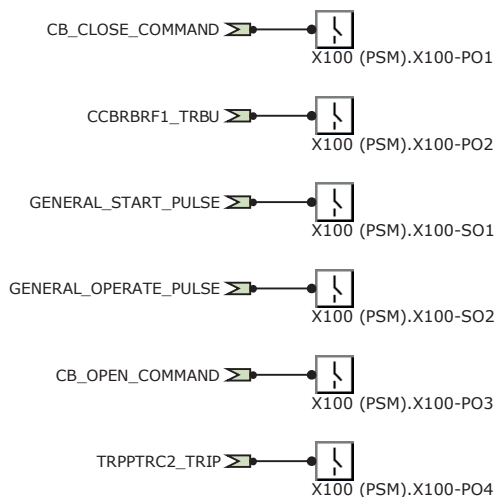 CB_CLOSE_COMMAND
X100 (PSM).X100-PO1
CCBRBRF1_TRBU
X100 (PSM).X100-PO2
GENERAL_START_PULSE
X100 (PSM).X100-SO1
GENERAL_OPERATE_PULSE
X100 (PSM).X100-SO2
CB_OPEN_COMMAND
X100 (PSM).X100-PO3
TRPPTRC2_TRIP
X100 (PSM).X100-PO4